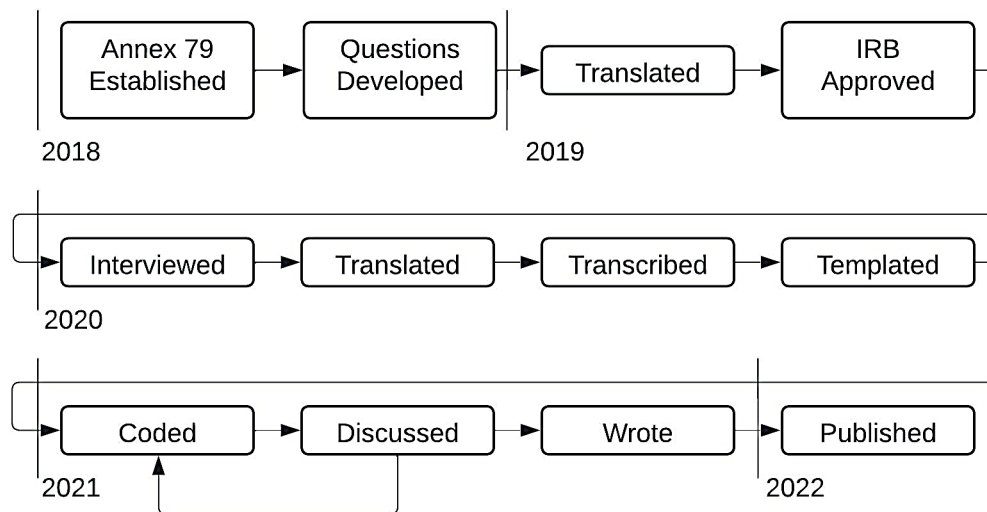 Annex 79
Established
Questions
Developed
Translated
IRB
Approved
2018
2019
Interviewed
Translated
Transcribed
Templated
2020
Coded
Discussed
Wrote
Published
2021
2022